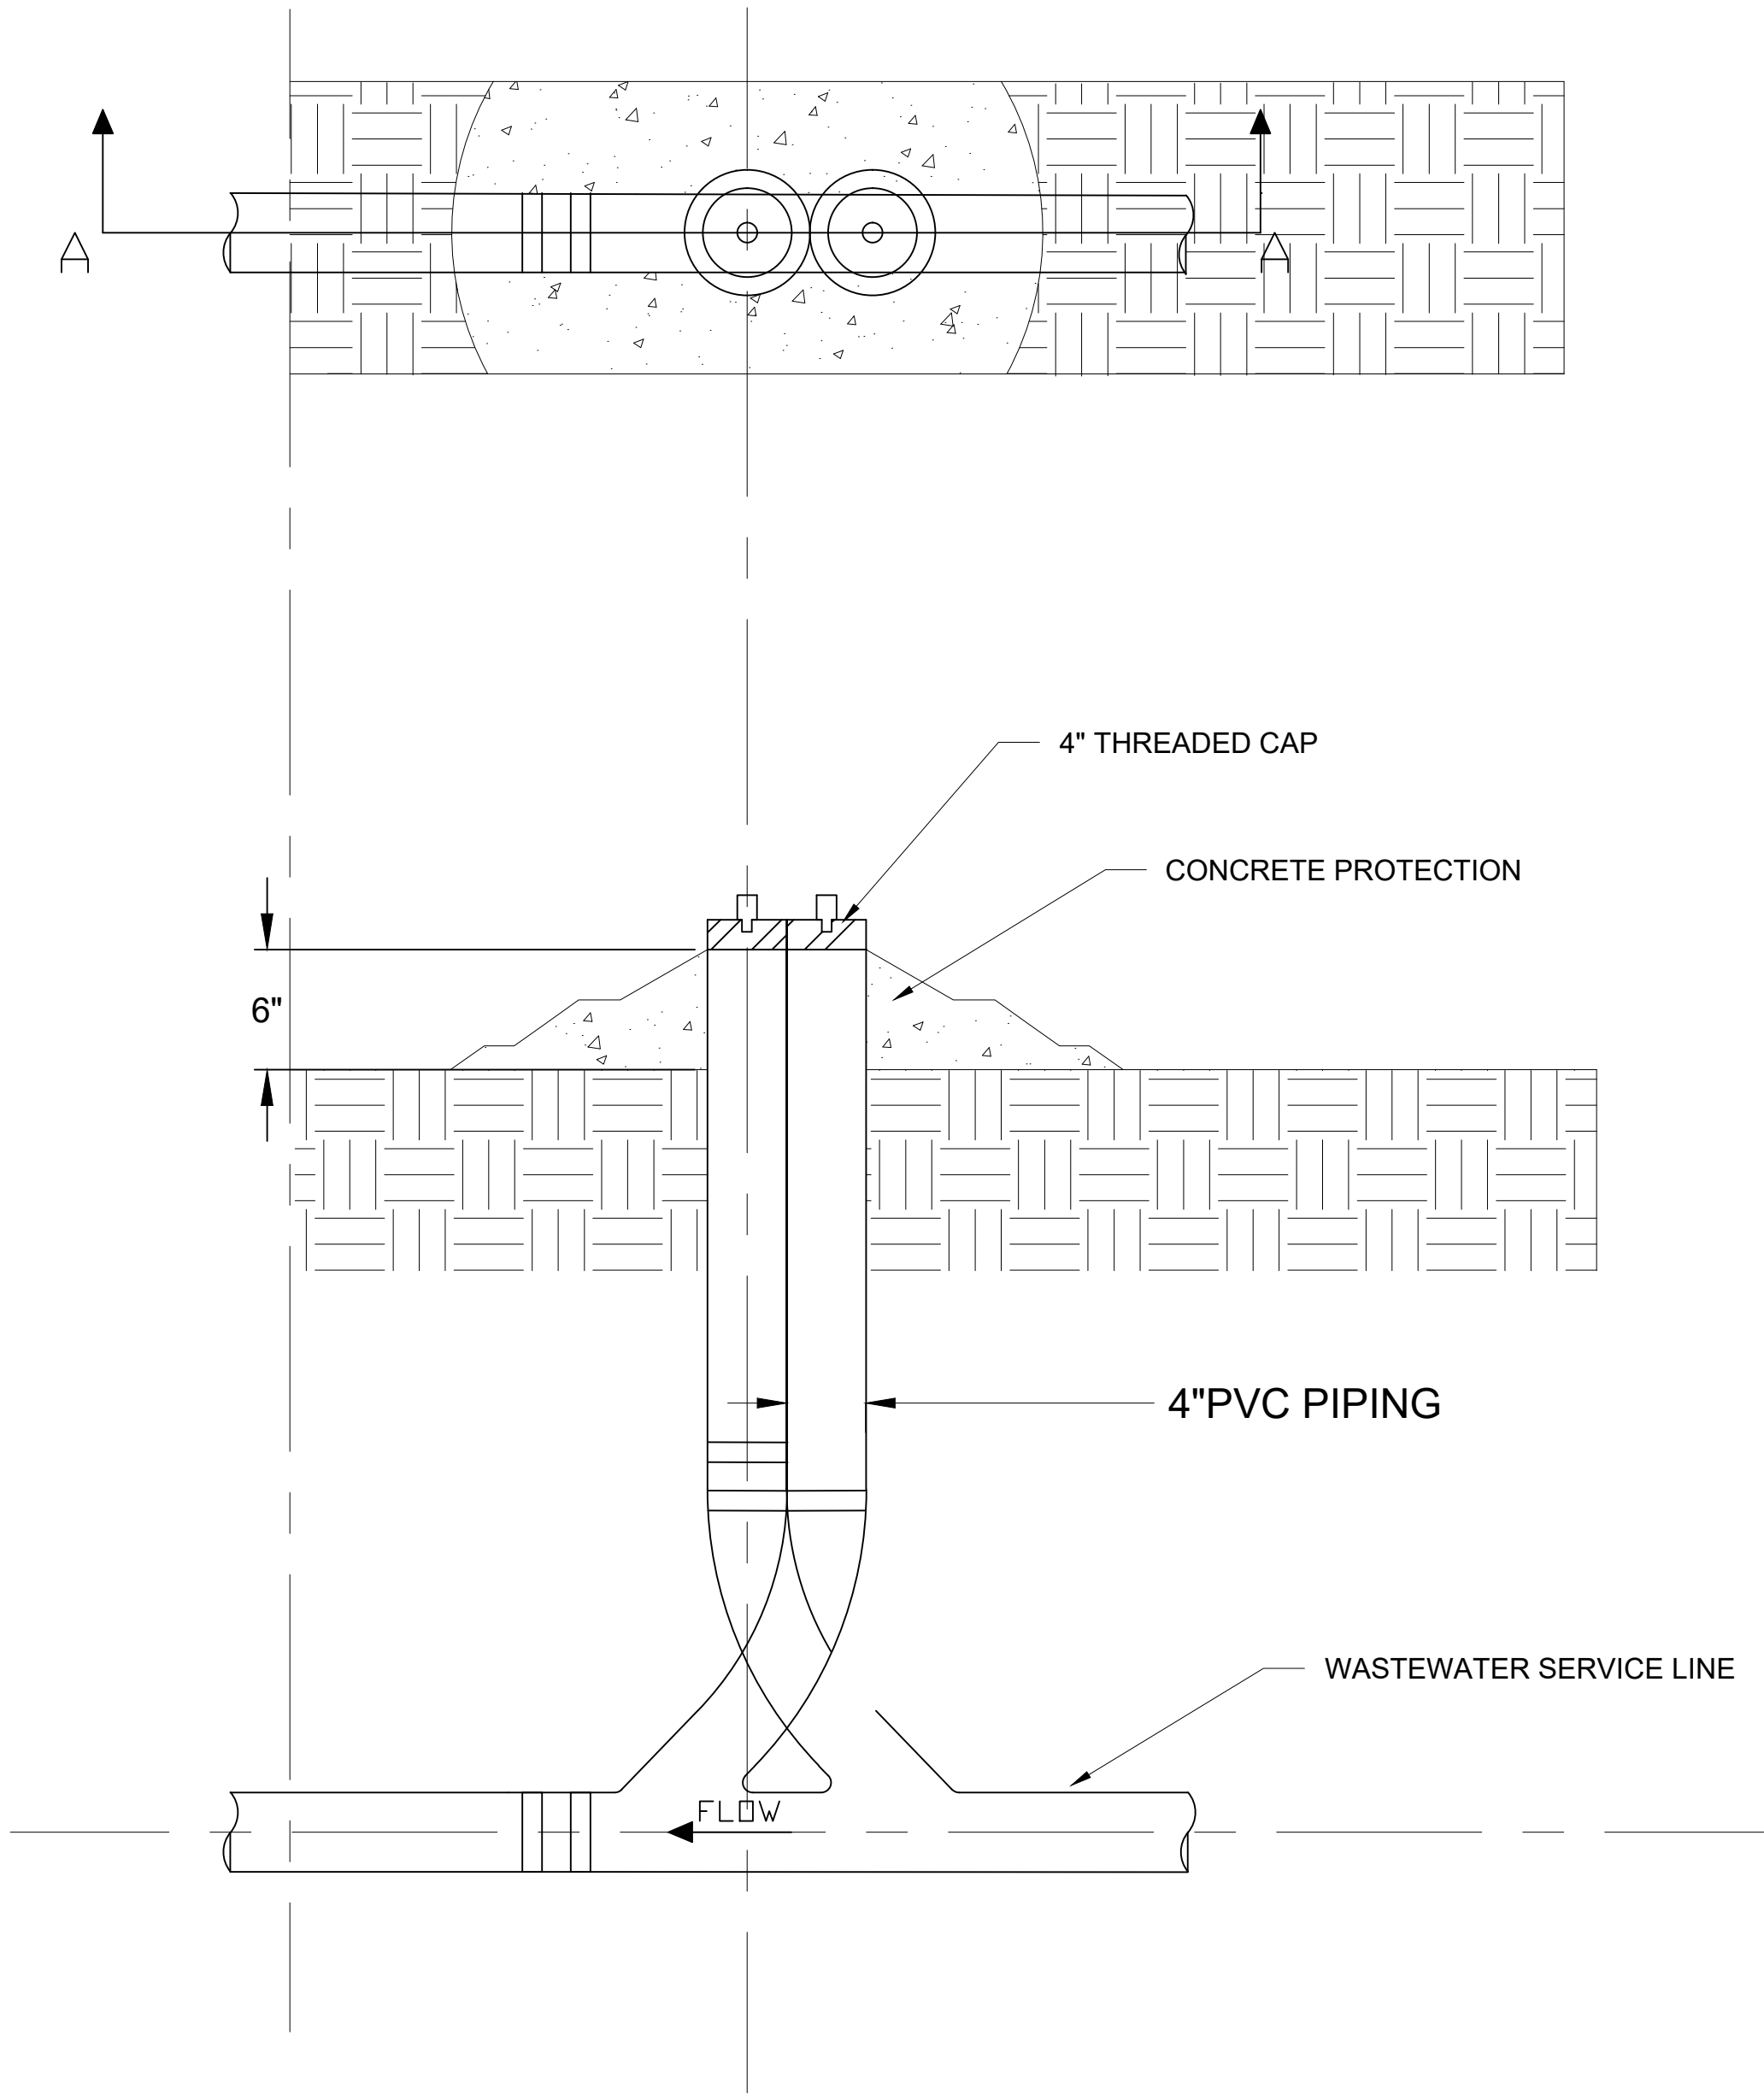 A A
4" THREADED CAP
CONCRETE PROTECTION
6"
4"PVC PIPING
WASTEWATER SERVICE LINE
FLOW